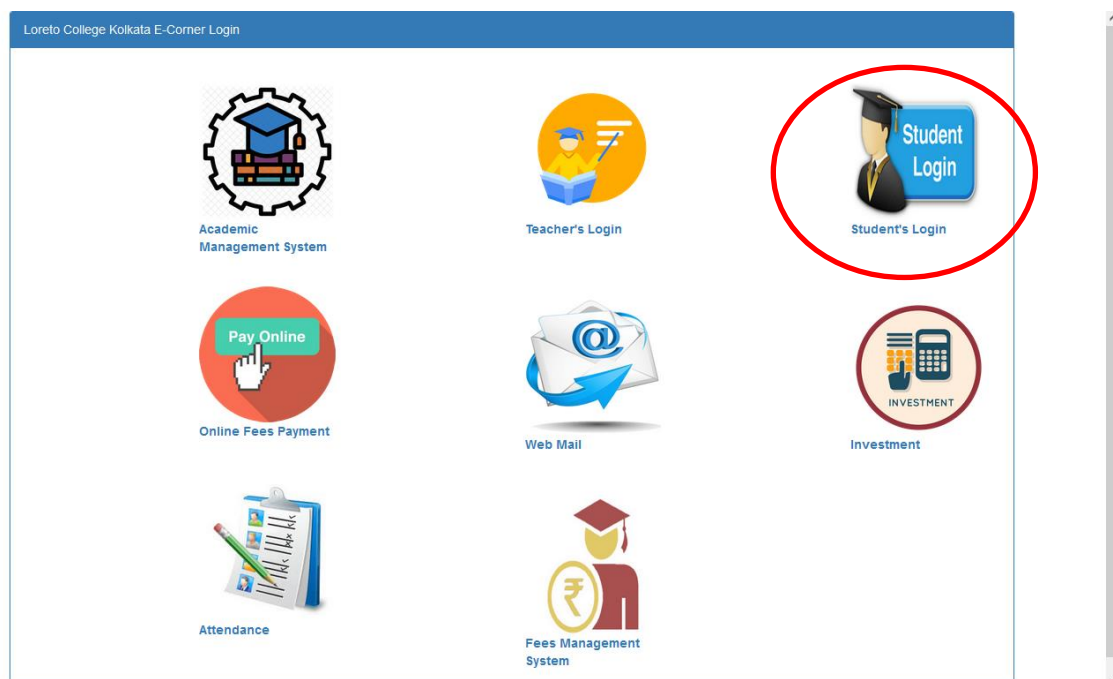 Loreto College Kolkata E-Corner Login
Student
Login
Academic
Management System
Teacher's Login
Student's Login
Pay Online
@
INVESTMENT
Online Fees Payment
Web Mail
Investment
₹
Attendance
Fees Management
System